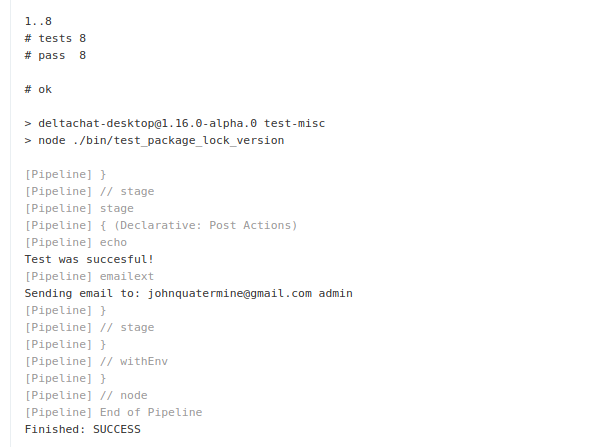 1..8
# tests 8
# pass  8
# ok
> deltachat-desktop@1.16.0-alpha.0 test-misc
> node ./bin/test_package_lock_version
[Pipeline] }
[Pipeline] // stage
[Pipeline] stage
[Pipeline] { (Declarative: Post Actions)
[Pipeline] echo
Test was succesful!
[Pipeline] emailext
Sending email to: johnquatermine@gmail.com admin
[Pipeline] }
[Pipeline] // stage
[Pipeline] }
[Pipeline] // withEnv
[Pipeline] }
[Pipeline] // node
[Pipeline] End of Pipeline
Finished: SUCCESS